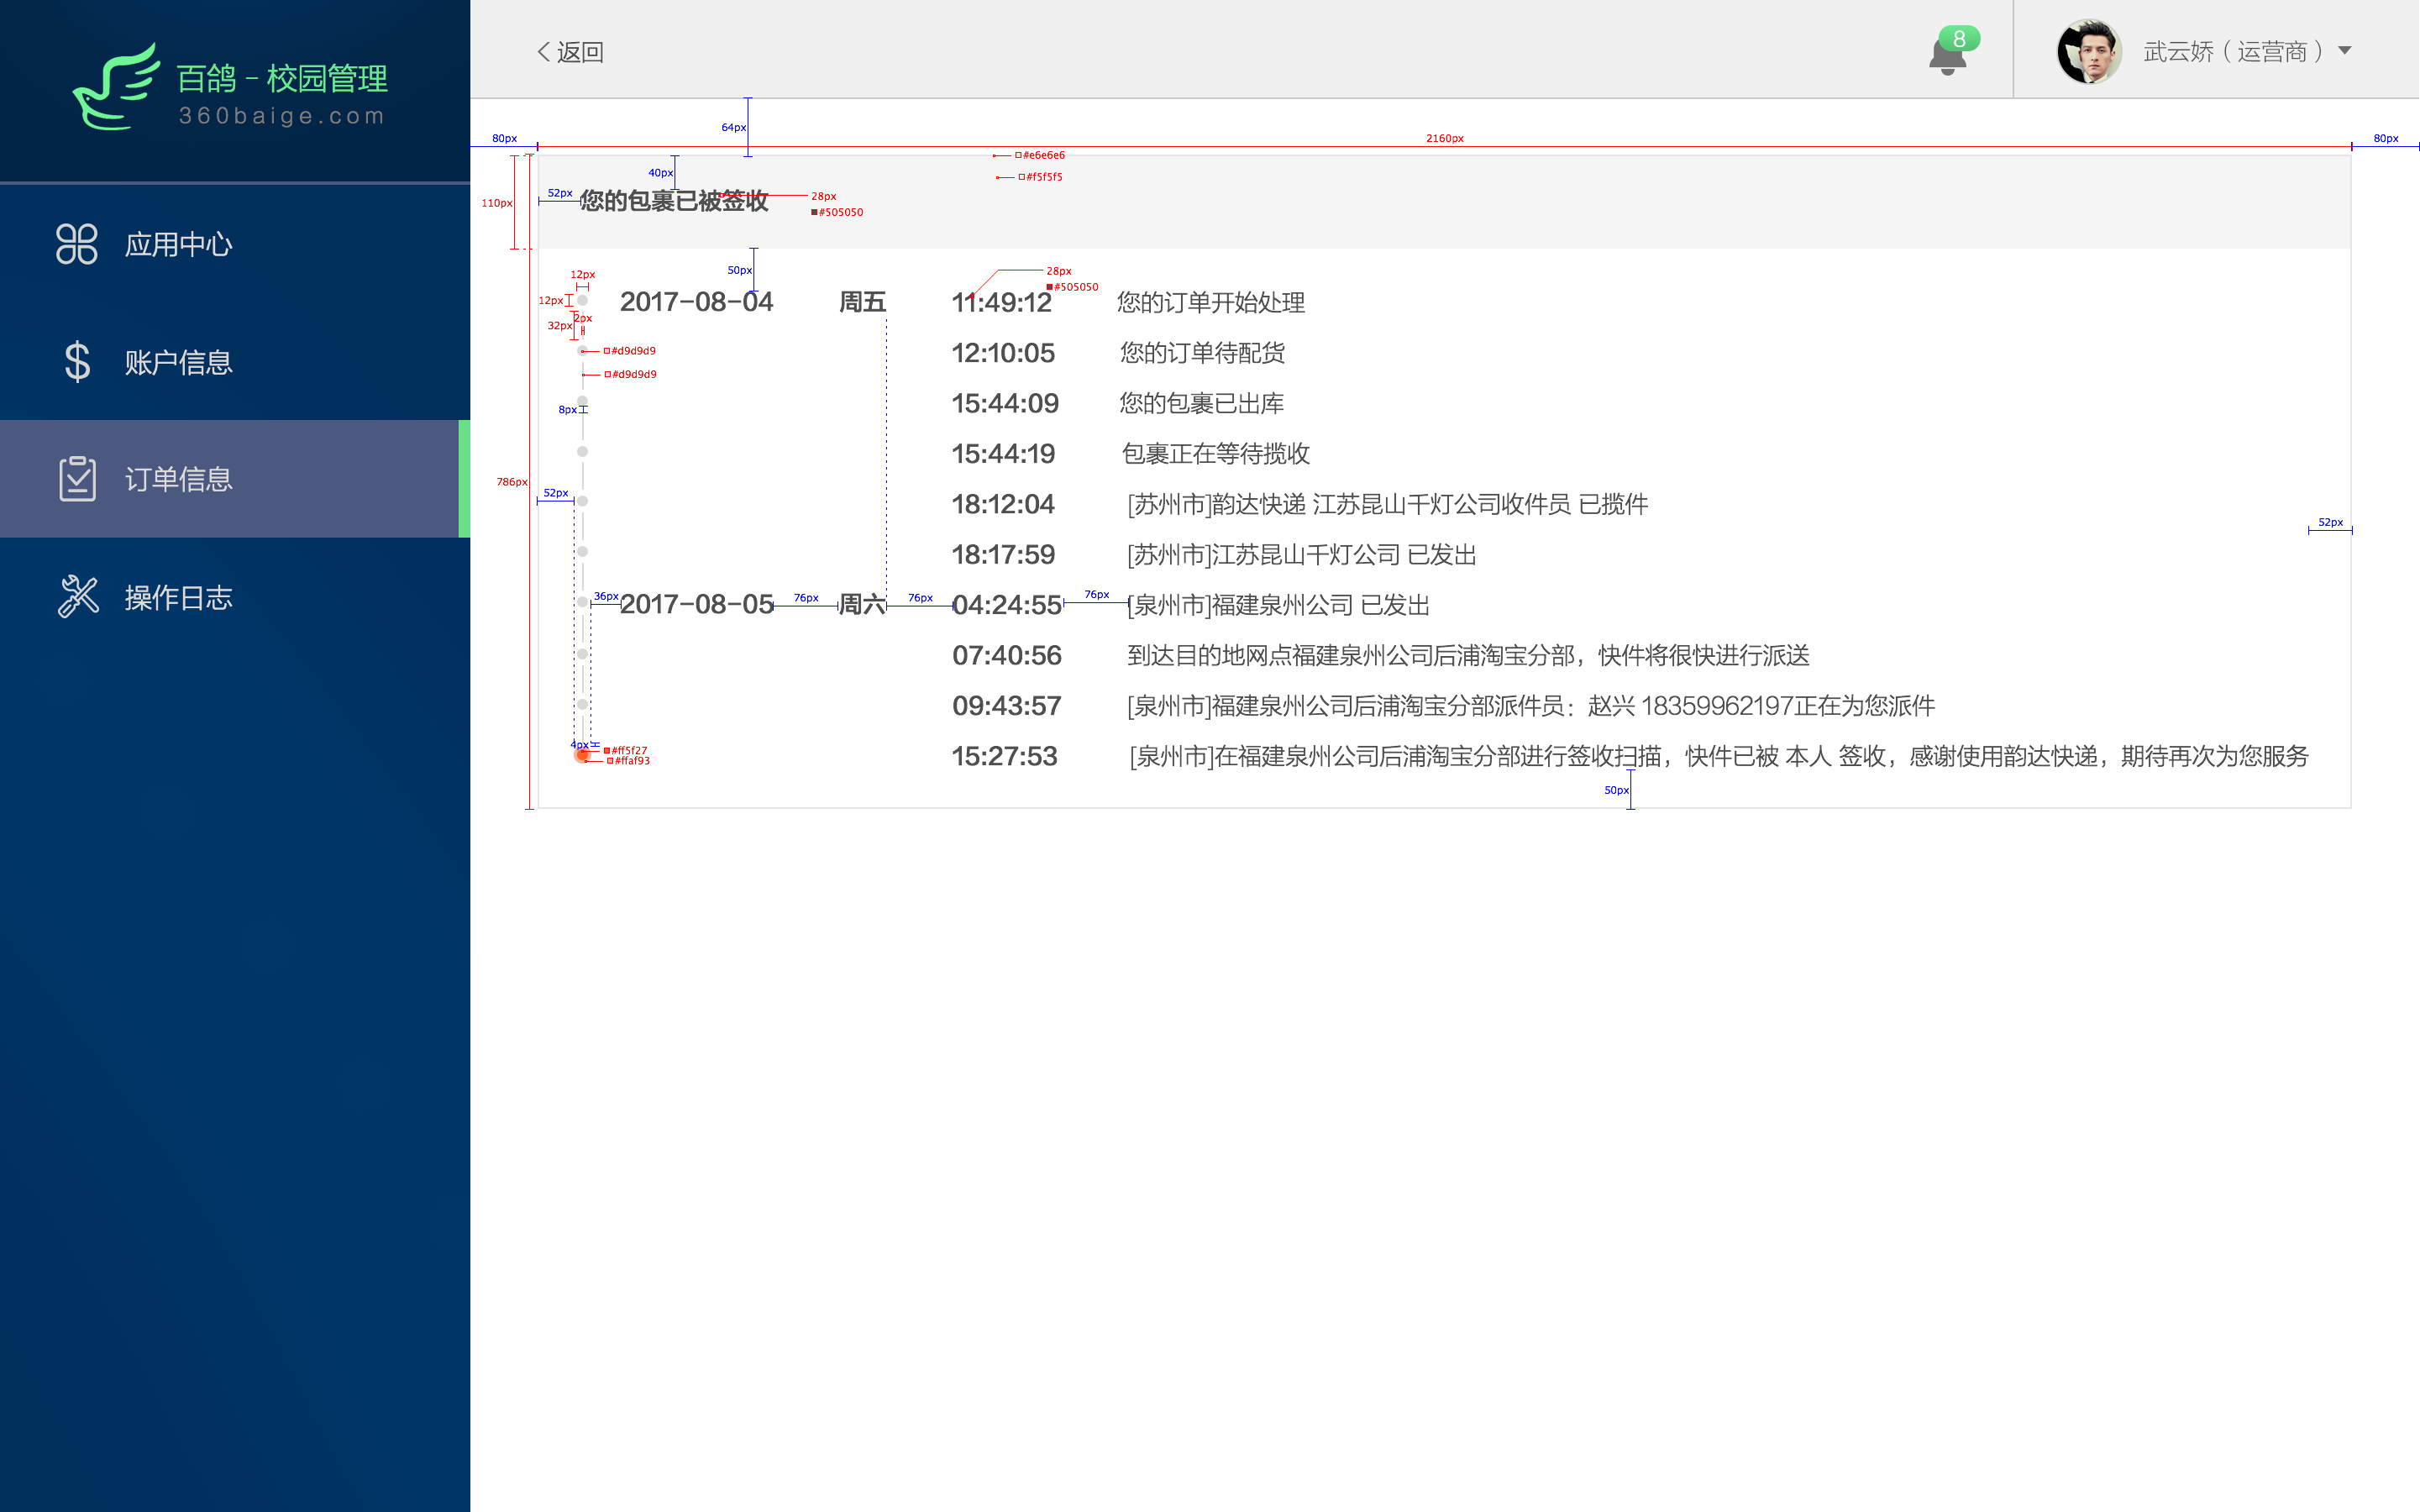 百鸽－校园管理
360baige.com
应用中心
账户信息
订单信息
操作日志
返回
8
武云娇（运营商）
64px
80px
2160px
80px
#e6e6e6
40px
#f5f5f5
52px
110px
您的包裹已被签收
28px
#505050
50px
12px
28px
#505050
12px
2017-08-04 周五 11:49:12 您的订单开始处理
2px
32px
#d9d9d9
12:10:05 您的订单待配货
#d9d9d9
8px
15:44:09 您的包裹已出库
15:44:19 包裹正在等待揽收
786px
52px
18:12:04 [苏州市]韵达快递 江苏昆山千灯公司收件员 已揽件
52px
18:17:59 [苏州市]江苏昆山千灯公司 已发出
36px
76px
76px
76px
2017-08-05 周六 04:24:55 [泉州市]福建泉州公司 已发出
07:40:56 到达目的地网点福建泉州公司后浦淘宝分部，快件将很快进行派送
09:43:57 [泉州市]福建泉州公司后浦淘宝分部派件员：赵兴 18359962197正在为您派件
4px
#ff5f27
#ffaf93
15:27:53 [泉州市]在福建泉州公司后浦淘宝分部进行签收扫描，快件已被 本人 签收，感谢使用韵达快递，期待再次为您服务
50px